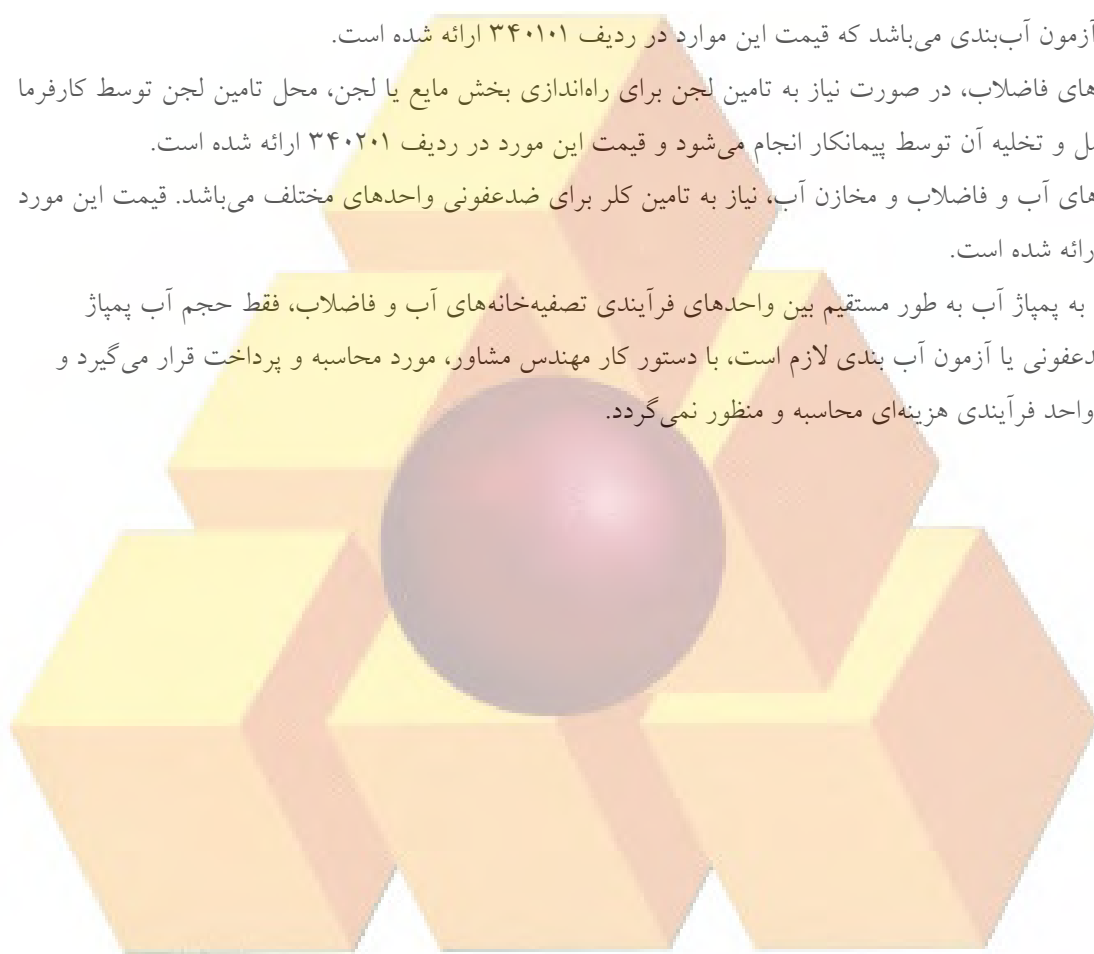 آزمون آب‌بندی می‌باشد که قیمت این موارد در ردیف ۳۴۰۱۰۱ ارائه شده است.
های فاضلاب، در صورت نیاز به تامین لجن برای راه‌اندازی بخش مایع یا لجن، محل تامین لجن توسط کارفرما
ل و تخلیه آن توسط پیمانکار انجام می‌شود و قیمت این مورد در ردیف ۳۴۰۲۰۱ ارائه شده است.
های آب و فاضلاب و مخازن آب، نیاز به تامین کلر برای ضدعفونی واحدهای مختلف می‌باشد. قیمت این مورد
رائه شده است.
به پمپاژ آب به طور مستقیم بین واحدهای فرآیندی تصفیه‌خانه‌های آب و فاضلاب، فقط حجم آب پمپاژ
دعفونی یا آزمون آب بندی لازم است، با دستور کار مهندس مشاور، مورد محاسبه و پرداخت قرار می‌گیرد و
واحد فرآیندی هزینه‌ای محاسبه و منظور نمی‌گردد.